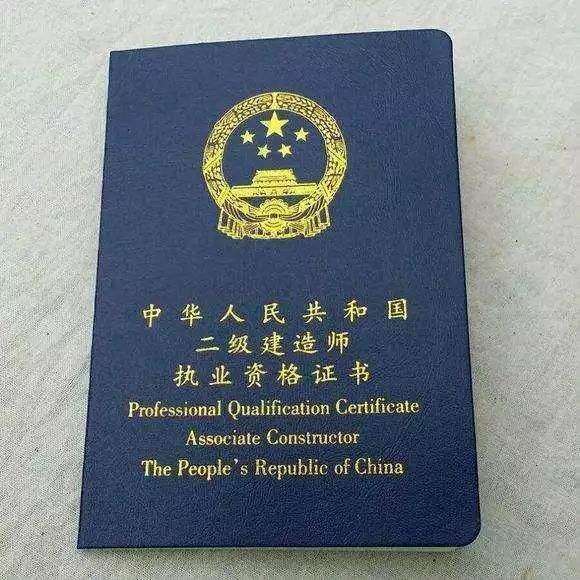 中华人民共和国
二级建造师
执业资格证书
Professional Qualification Certificate
Associate Constructor
The People's Republic of China